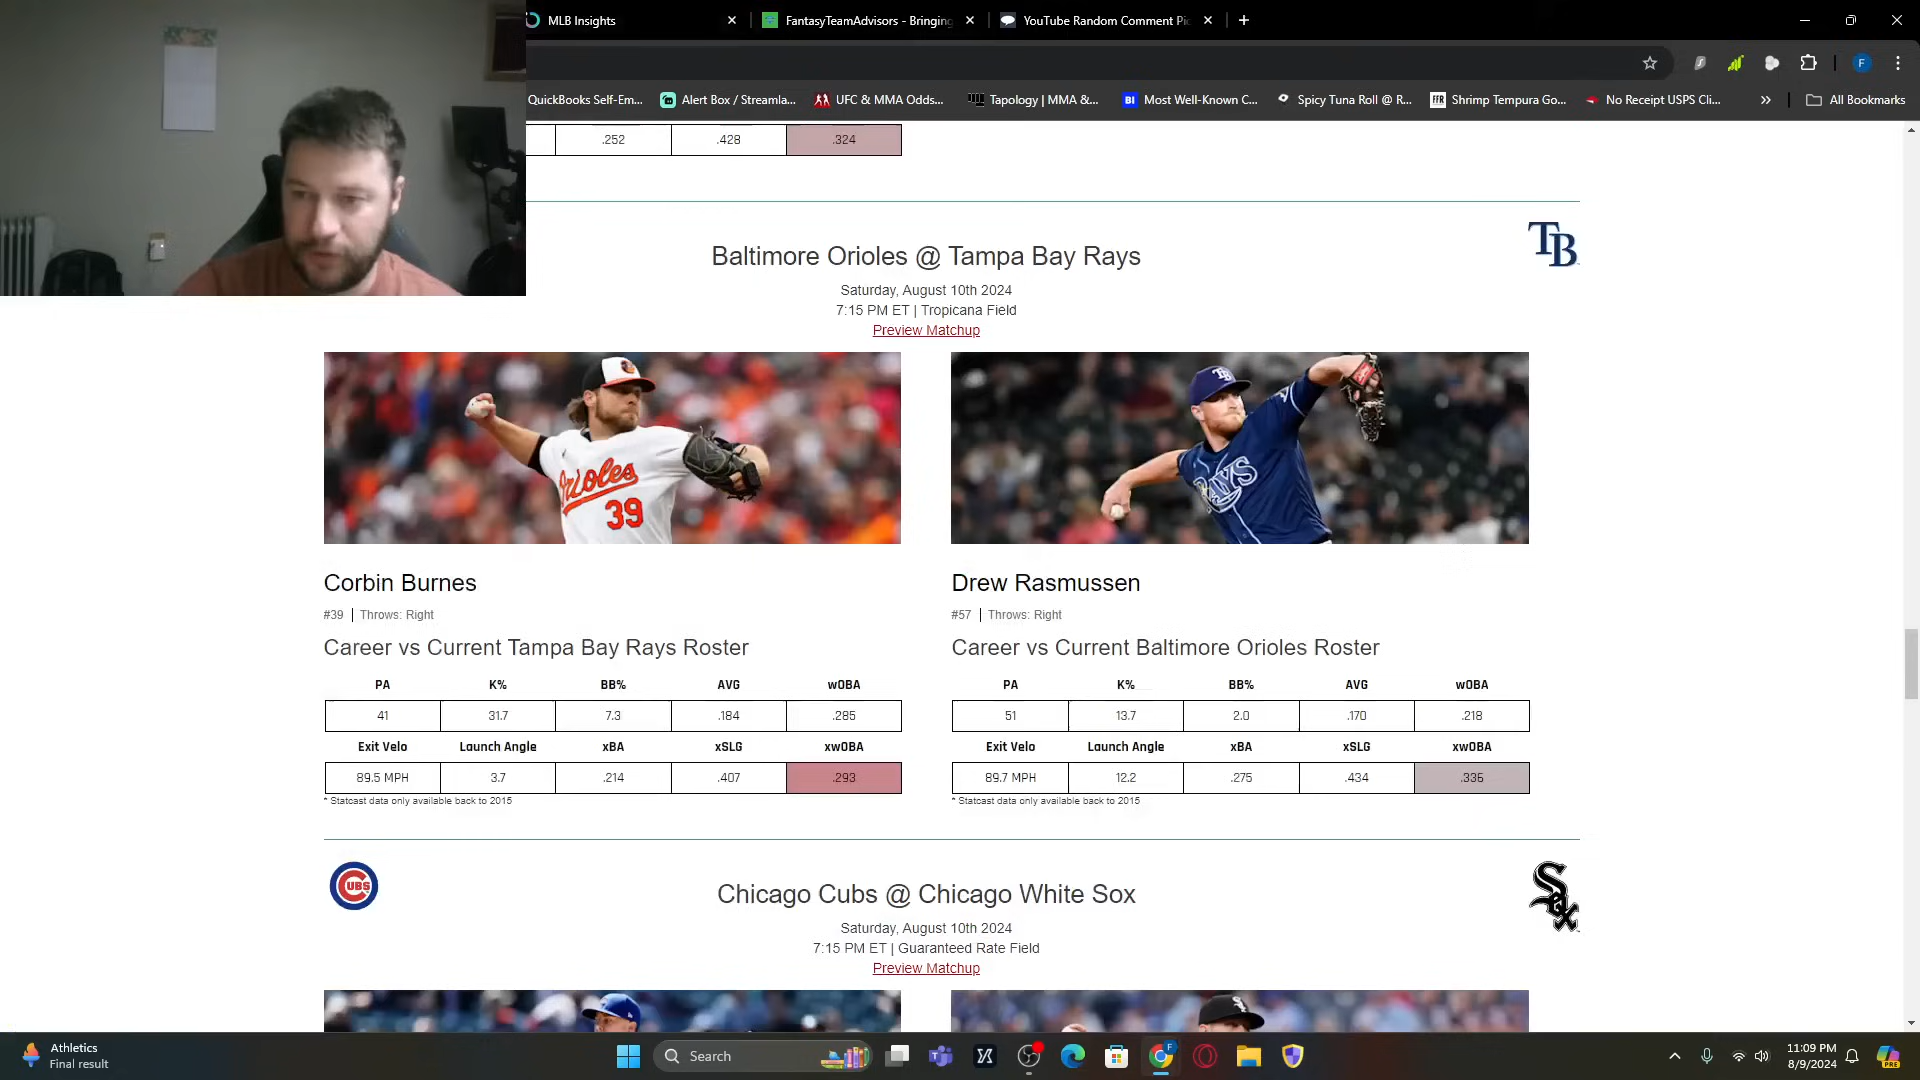 MLB Insights
FantasyTeamAdvisors - Bringing
YouTube Random Comment Pi
QuickBooks Self-Em...
Alert Box / Streamla...
UFC & MMA Odds...
Tapology | MMA &...
BI Most Well-Known C...
Spicy Tuna Roll @ R...
FFR Shrimp Tempura Go...
No Receipt USPS Cli...
All Bookmarks
F
.252 .428 .324
TB
Baltimore Orioles @ Tampa Bay Rays
Saturday, August 10th 2024
7:15 PM ET | Tropicana Field
Preview Matchup
Orioles
39
RAYS
Corbin Burnes
#39 | Throws: Right
Career vs Current Tampa Bay Rays Roster
PA K% BB% AVG wOBA
41 31.7 7.3 .184 .285
Exit Velo Launch Angle xBA xSLG xwOBA
89.5 MPH 3.7 .214 .407 .293
* Statcast data only available back to 2015
Drew Rasmussen
#57 | Throws: Right
Career vs Current Baltimore Orioles Roster
PA K% BB% AVG wOBA
51 13.7 2.0 .170 .218
Exit Velo Launch Angle xBA xSLG xwOBA
89.7 MPH 12.2 .275 .434 .336
* Statcast data only available back to 2015
CUBS
Sox
Chicago Cubs @ Chicago White Sox
Saturday, August 10th 2024
7:15 PM ET | Guaranteed Rate Field
Preview Matchup
Athletics
Final result
Search
F
11:09 PM
8/9/2024
PRE